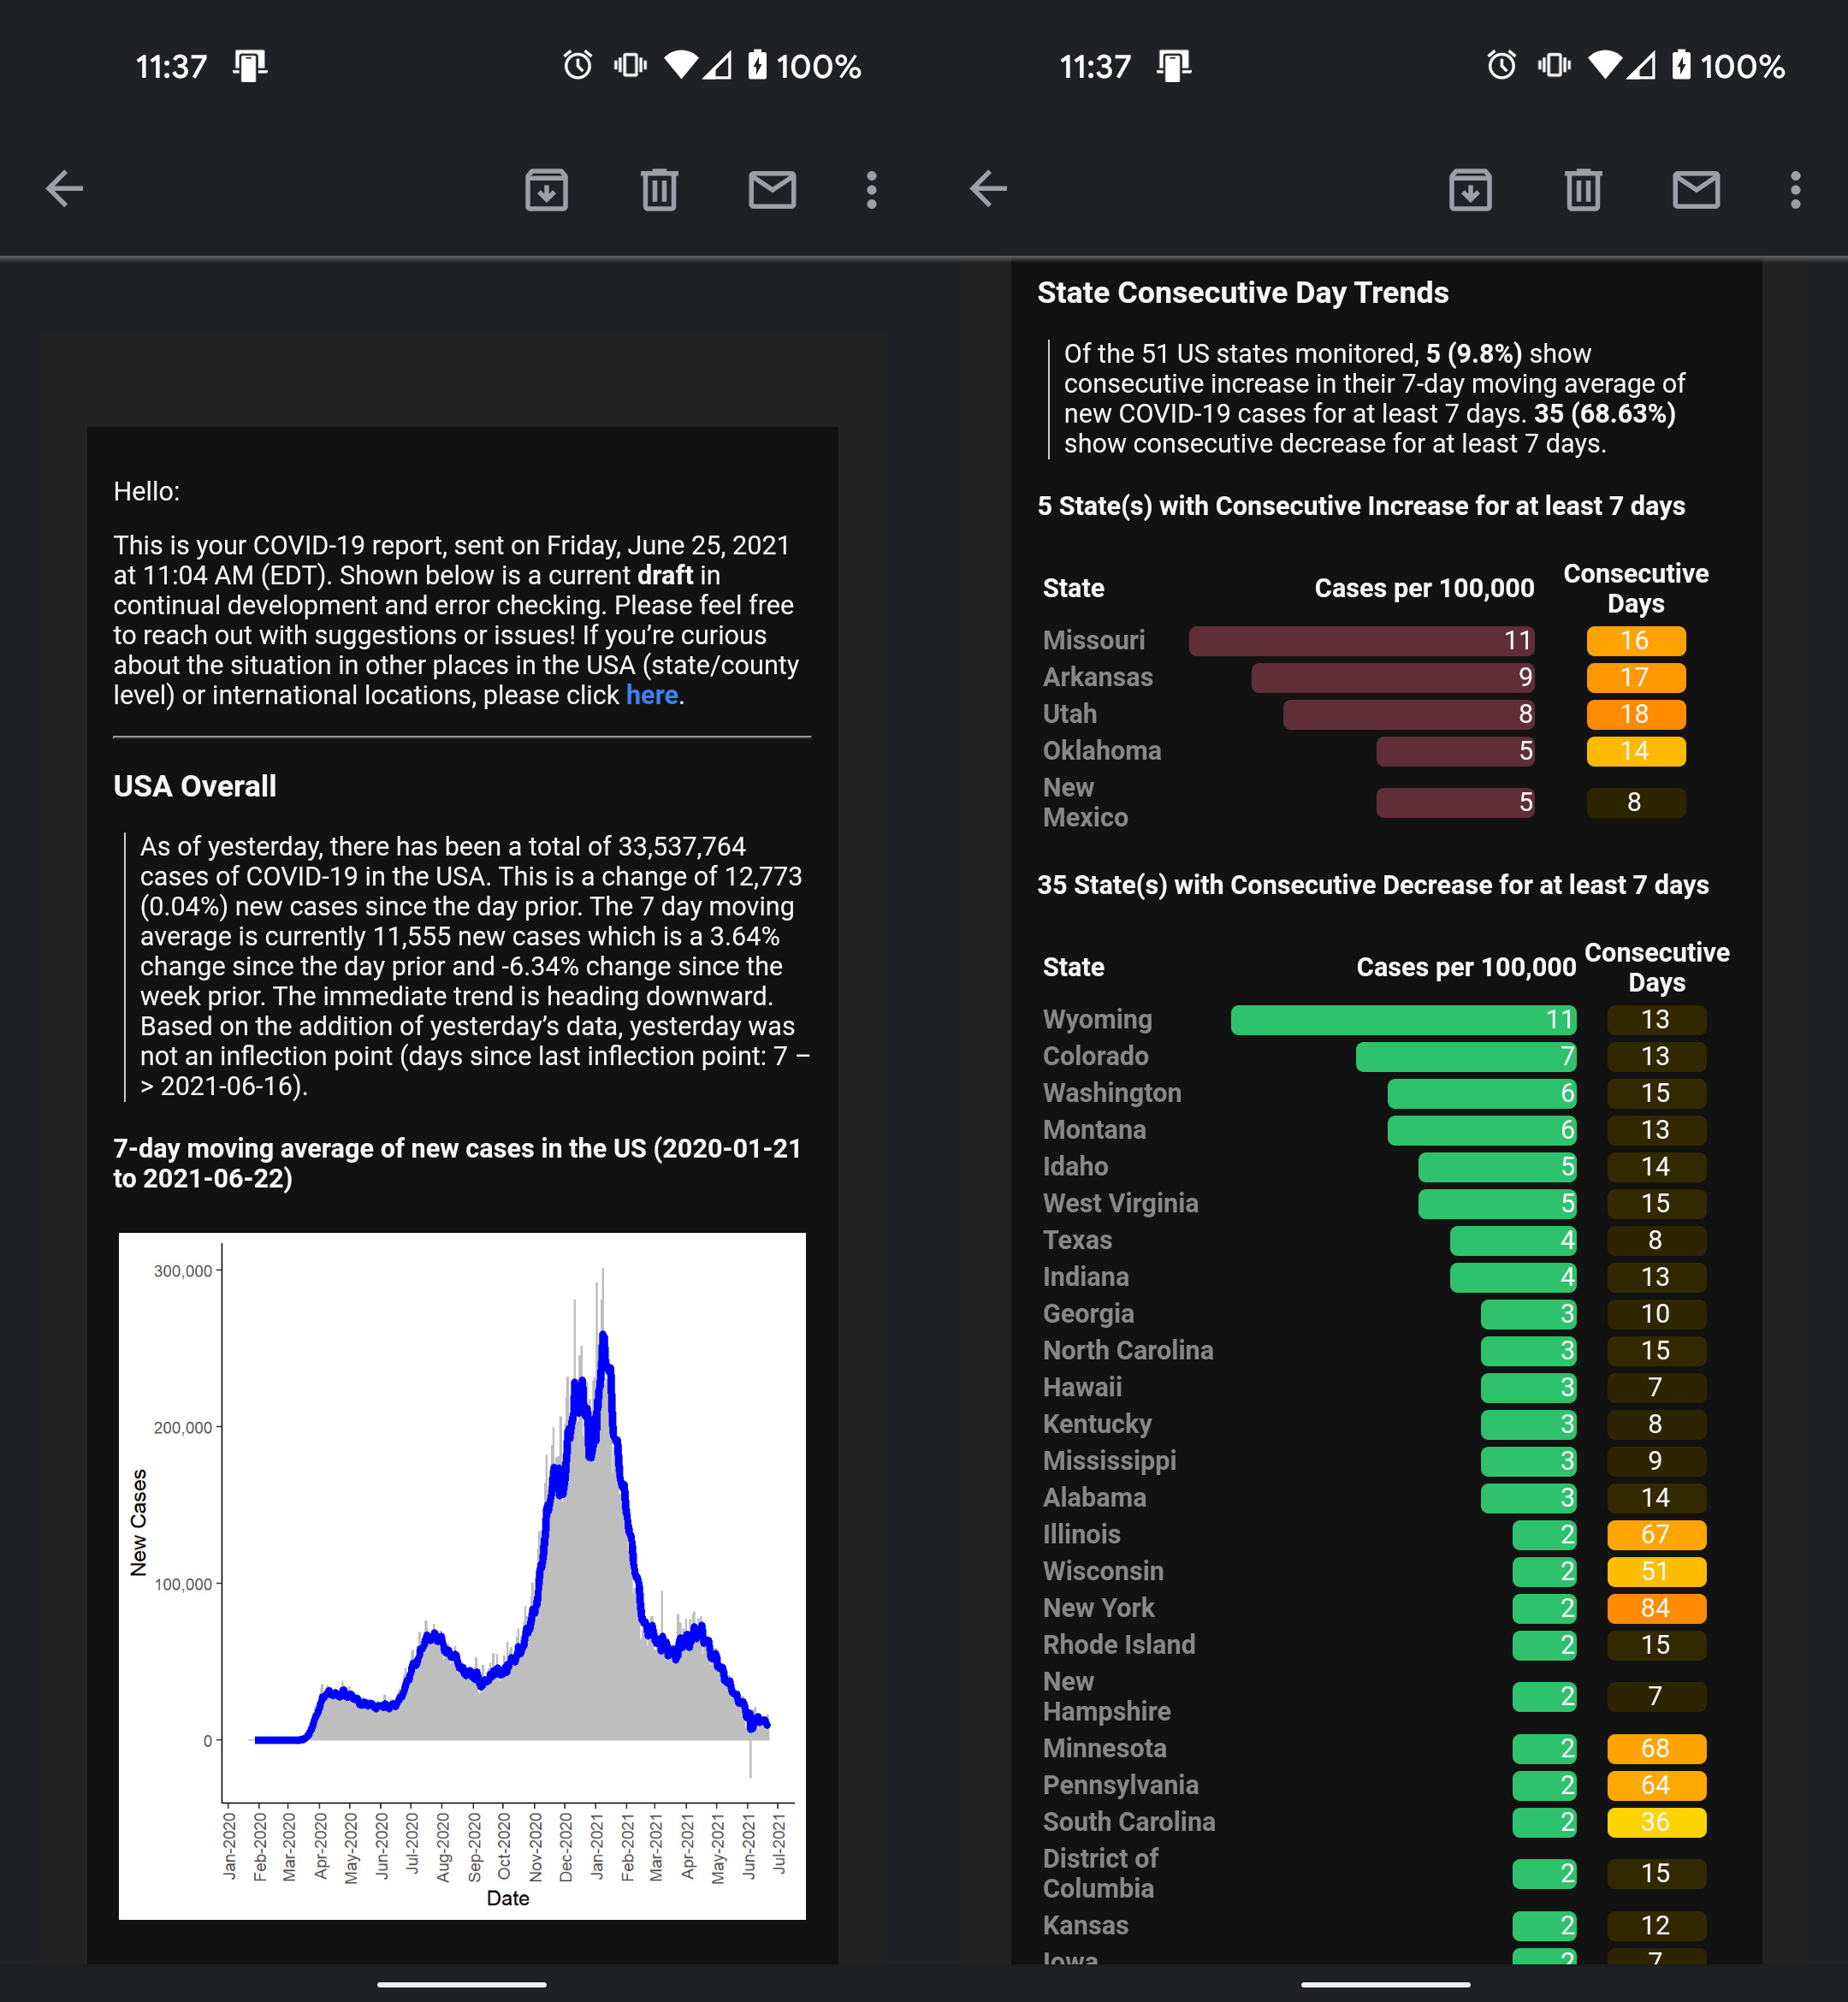 11:37
100%
Hello:
This is your COVID-19 report, sent on Friday, June 25, 2021
at 11:04 AM (EDT). Shown below is a current draft in
continual development and error checking. Please feel free
to reach out with suggestions or issues! If you’re curious
about the situation in other places in the USA (state/county
level) or international locations, please click here.
USA Overall
As of yesterday, there has been a total of 33,537,764
cases of COVID-19 in the USA. This is a change of 12,773
(0.04%) new cases since the day prior. The 7 day moving
average is currently 11,555 new cases which is a 3.64%
change since the day prior and -6.34% change since the
week prior. The immediate trend is heading downward.
Based on the addition of yesterday’s data, yesterday was
not an inflection point (days since last inflection point: 7 –
> 2021-06-16).
7-day moving average of new cases in the US (2020-01-21
to 2021-06-22)
300,000
200,000
100,000
0
New Cases
Jan-2020
Feb-2020
Mar-2020
Apr-2020
May-2020
Jun-2020
Jul-2020
Aug-2020
Sep-2020
Oct-2020
Nov-2020
Dec-2020
Jan-2021
Feb-2021
Mar-2021
Apr-2021
May-2021
Jun-2021
Jul-2021
Date
11:37
100%
State Consecutive Day Trends
Of the 51 US states monitored, 5 (9.8%) show
consecutive increase in their 7-day moving average of
new COVID-19 cases for at least 7 days. 35 (68.63%)
show consecutive decrease for at least 7 days.
5 State(s) with Consecutive Increase for at least 7 days
State Cases per 100,000 Consecutive
Days
Missouri 11 16
Arkansas 9 17
Utah 8 18
Oklahoma 5 14
New
Mexico 5 8
35 State(s) with Consecutive Decrease for at least 7 days
State Cases per 100,000 Consecutive
Days
Wyoming 11 13
Colorado 7 13
Washington 6 15
Montana 6 13
Idaho 5 14
West Virginia 5 15
Texas 4 8
Indiana 4 13
Georgia 3 10
North Carolina 3 15
Hawaii 3 7
Kentucky 3 8
Mississippi 3 9
Alabama 3 14
Illinois 2 67
Wisconsin 2 51
New York 2 84
Rhode Island 2 15
New
Hampshire 2 7
Minnesota 2 68
Pennsylvania 2 64
South Carolina 2 36
District of
Columbia 2 15
Kansas 2 12
Iowa 2 7